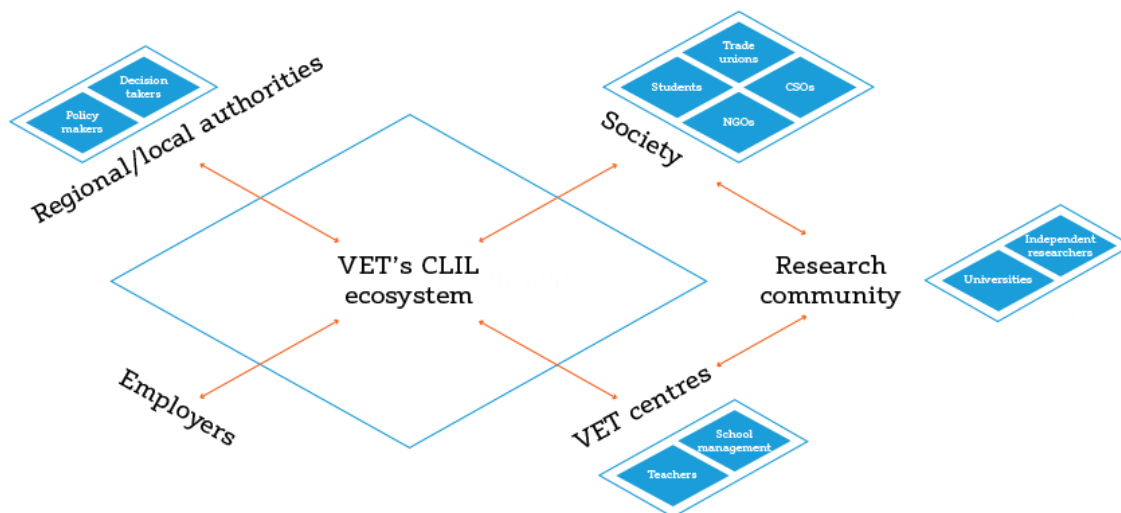 Decision
takers
Policy
makers
Regional/local authorities
Trade
unions
Students
CSOs
NGOs
Society
VET's CLIL
ecosystem
Research
community
Independent
researchers
Universities
Employers
VET centres
School
management
Teachers